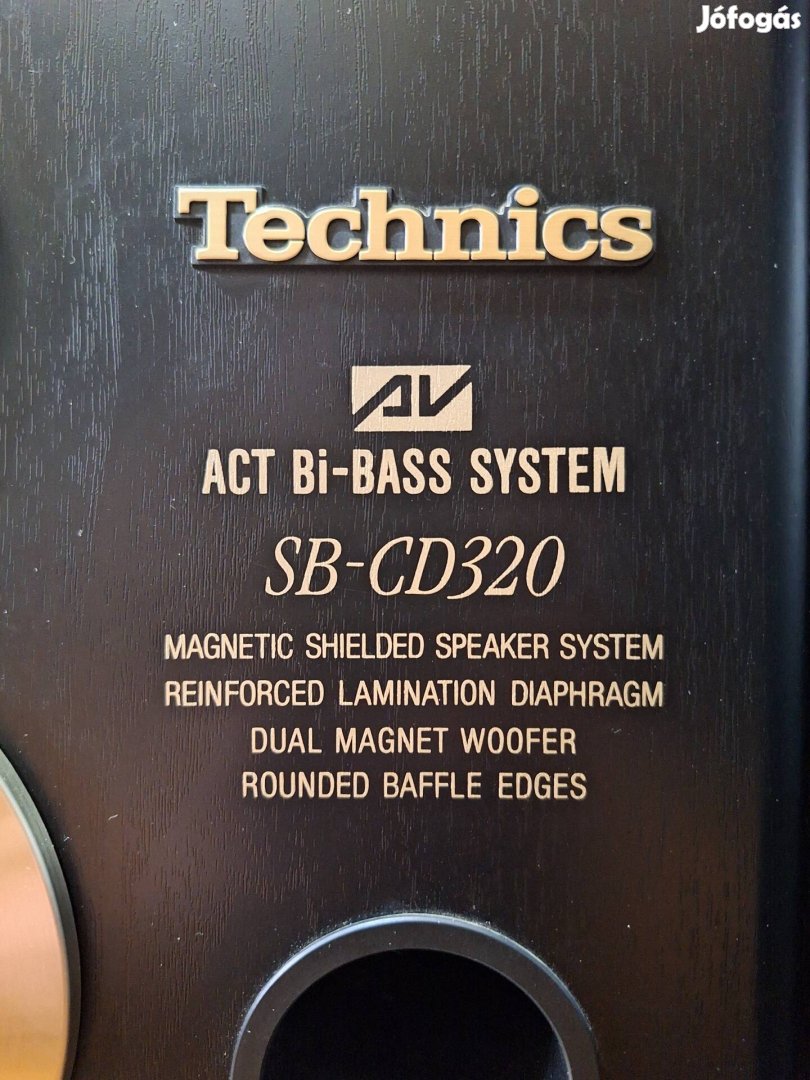 Jófogás
Technics
AV
ACT Bi-BASS SYSTEM
SB-CD320
MAGNETIC SHIELDED SPEAKER SYSTEM
REINFORCED LAMINATION DIAPHRAGM
DUAL MAGNET WOOFER
ROUNDED BAFFLE EDGES